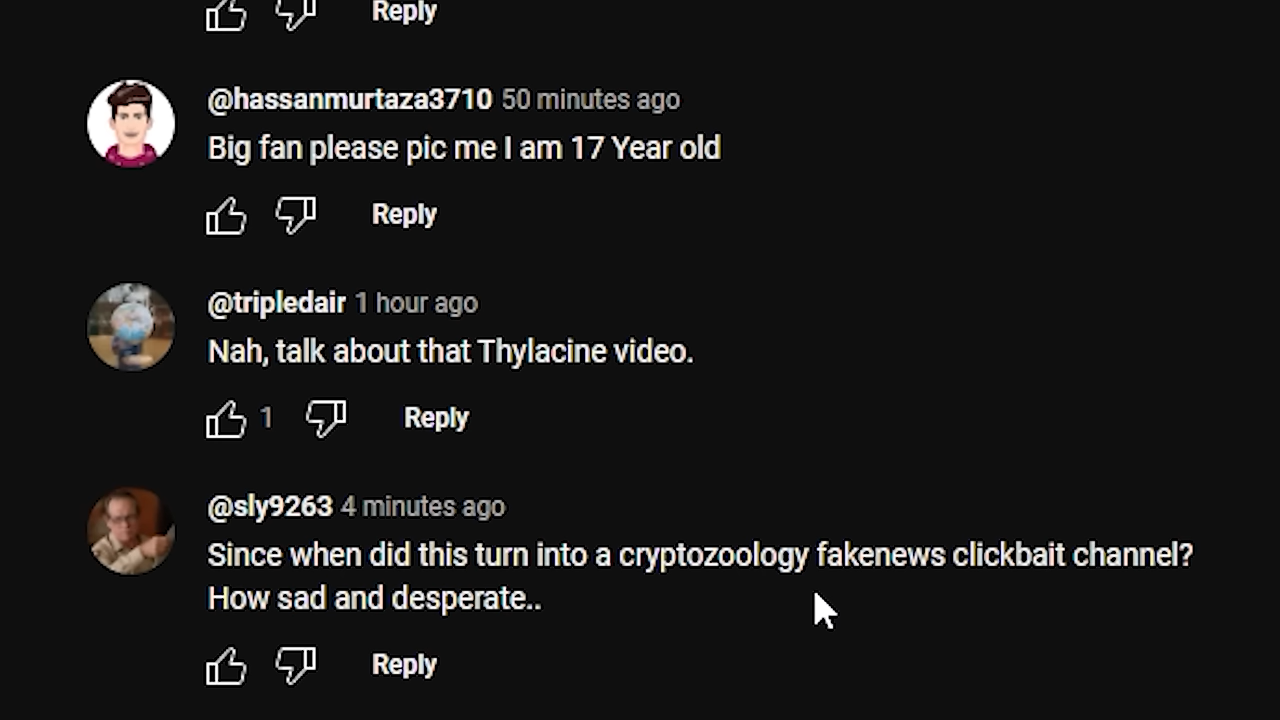 Reply
@hassanmurtaza3710 50 minutes ago
Big fan please pic me I am 17 Year old
Reply
@tripledair 1 hour ago
Nah, talk about that Thylacine video.
1 Reply
@sly9263 4 minutes ago
Since when did this turn into a cryptozoology fakenews clickbait channel?
How sad and desperate..
Reply